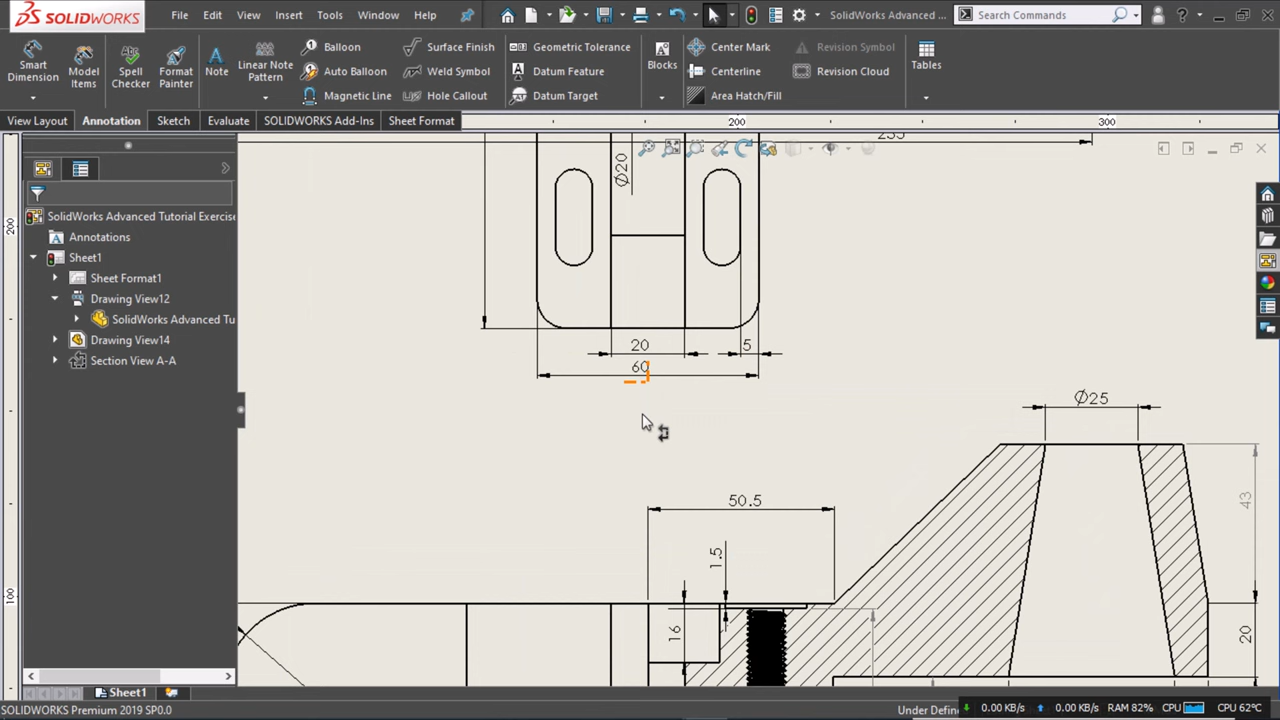 SOLIDWORKS
File Edit View Insert Tools Window Help
SolidWorks Advanced ...
Search Commands
Smart Dimension
Model Items
Spell Checker
Format Painter
Note
Linear Note Pattern
Balloon
Auto Balloon
Magnetic Line
Surface Finish
Weld Symbol
Hole Callout
Geometric Tolerance
Datum Feature
Datum Target
Blocks
Center Mark
Centerline
Area Hatch/Fill
Revision Symbol
Revision Cloud
Tables
View Layout Annotation Sketch Evaluate SOLIDWORKS Add-Ins Sheet Format
200 300
200
100
SolidWorks Advanced Tutorial Exercise
Annotations
Sheet1
Sheet Format1
Drawing View12
SolidWorks Advanced Tu
Drawing View14
Section View A-A
255
Ø20
20
5
60
Ø25
50.5
43
1.5
16
20
Sheet1
SOLIDWORKS Premium 2019 SP0.0
Under Defin
0.00 KB/s 0.00 KB/s RAM 82% CPU CPU 62°C